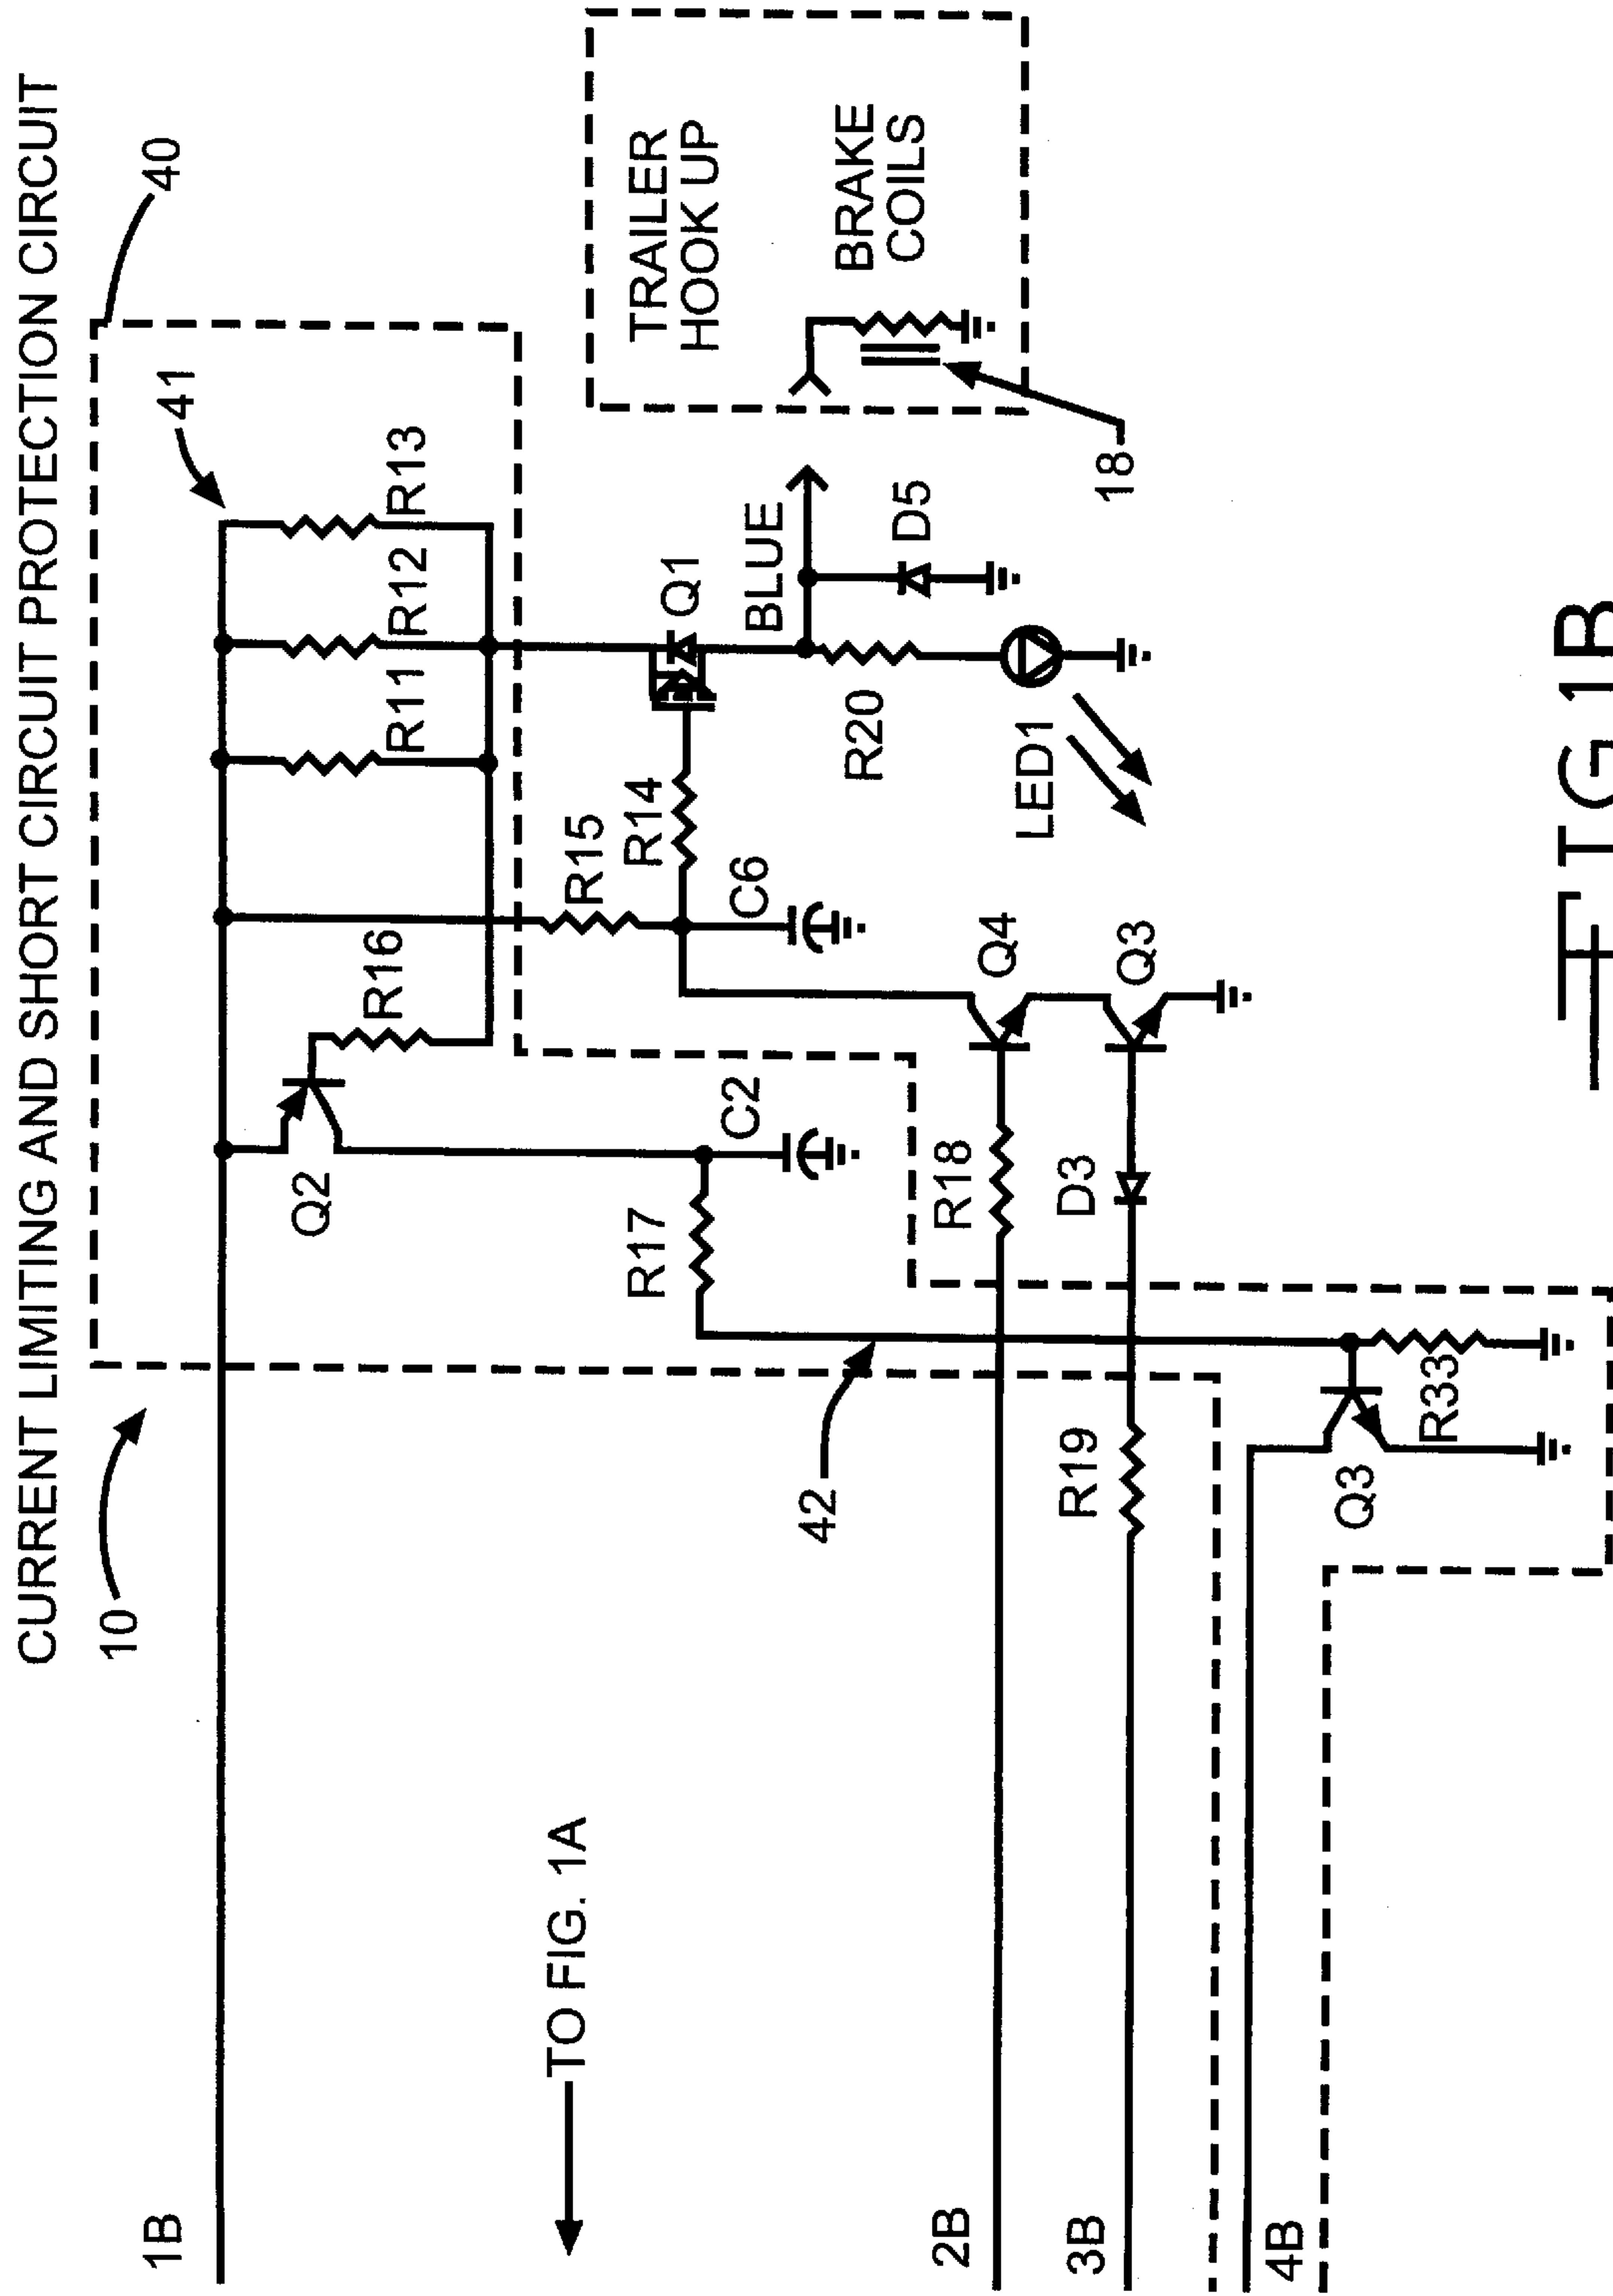 CURRENT LIMITING AND SHORT CIRCUIT PROTECTION CIRCUIT
10
40
41
1B
Q2
R16
R11
R12
R13
TO FIG. 1A
R17
C2
R15
R14
C6
Q1
BLUE
D5
TRAILER
HOOK UP
BRAKE
COILS
18
R20
LED1
2B
R18
Q4
3B
R19
D3
Q3
42
4B
Q3
R33
FIG 1B